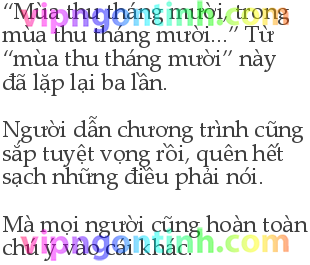 “Mùa thu tháng mười, trong
vipngontinh.com
mùa thu tháng mười...” Từ
“mùa thu tháng mười” này
đã lặp lại ba lần.
Người dẫn chương trình cũng
sắp tuyệt vọng rồi, quên hết
sạch những điều phải nói.
Mà mọi người cũng hoàn toàn
chú ý vào cái khác.
vipngontinh.com